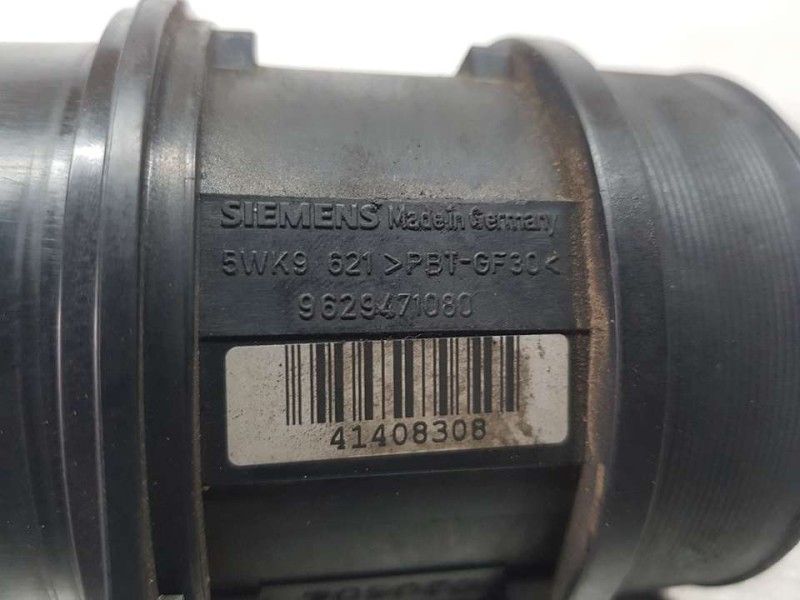 SIEMENS Made in Germany
5WK9 621 >PBT-GF30<
9629471080
41408308